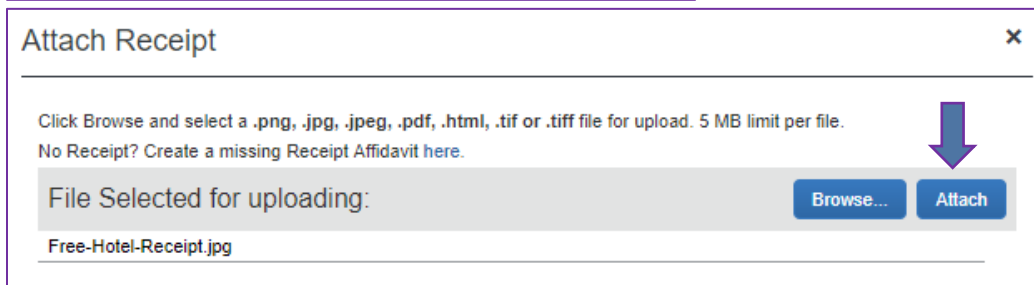 Attach Receipt ×
Click Browse and select a .png, .jpg, .jpeg, .pdf, .html, .tif or .tiff file for upload. 5 MB limit per file.
No Receipt? Create a missing Receipt Affidavit here.
File Selected for uploading: Browse... Attach
Free-Hotel-Receipt.jpg